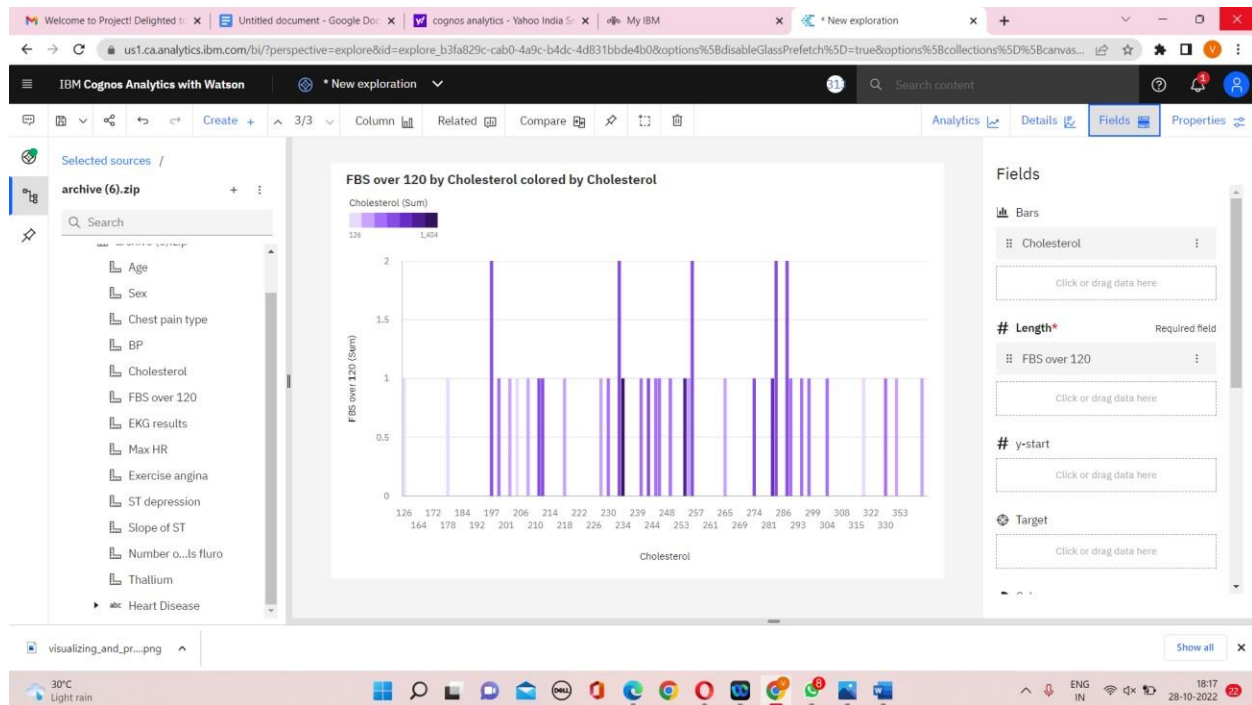 Welcome to Project! Delighted to
Untitled document - Google Doc
cognos analytics - Yahoo India Se
My IBM
* New exploration
us1.ca.analytics.ibm.com/bi/?perspective=explore&id=explore_b3fa829c-cab0-4a9c-b4dc-4d831bbde4b0&options%5BdisableGlassPrefetch%5D=true&options%5Bcollections%5D%5Bcanvas...
V
IBM Cognos Analytics with Watson
* New exploration
Search content
1
Create +
3/3
Column
Related
Compare
Analytics
Details
Fields
Properties
Selected sources /
archive (6).zip
Search
Age
Sex
Chest pain type
BP
Cholesterol
FBS over 120
EKG results
Max HR
Exercise angina
ST depression
Slope of ST
Number o...ls fluro
Thallium
abc Heart Disease
FBS over 120 by Cholesterol colored by Cholesterol
Cholesterol (Sum)
126 1,404
FBS over 120 (Sum)
2
1.5
1
0.5
0
126 172 184 197 206 214 222 230 239 248 257 265 274 286 299 308 322 353
164 178 192 201 210 218 226 234 244 253 261 269 281 293 304 315 330
Cholesterol
Fields
Bars
Cholesterol
Click or drag data here
# Length* Required field
FBS over 120
Click or drag data here
# y-start
Click or drag data here
Target
Click or drag data here
visualizing_and_pr....png
Show all
30°C
Light rain
DELL
8
ENG
IN
18:17
28-10-2022
22